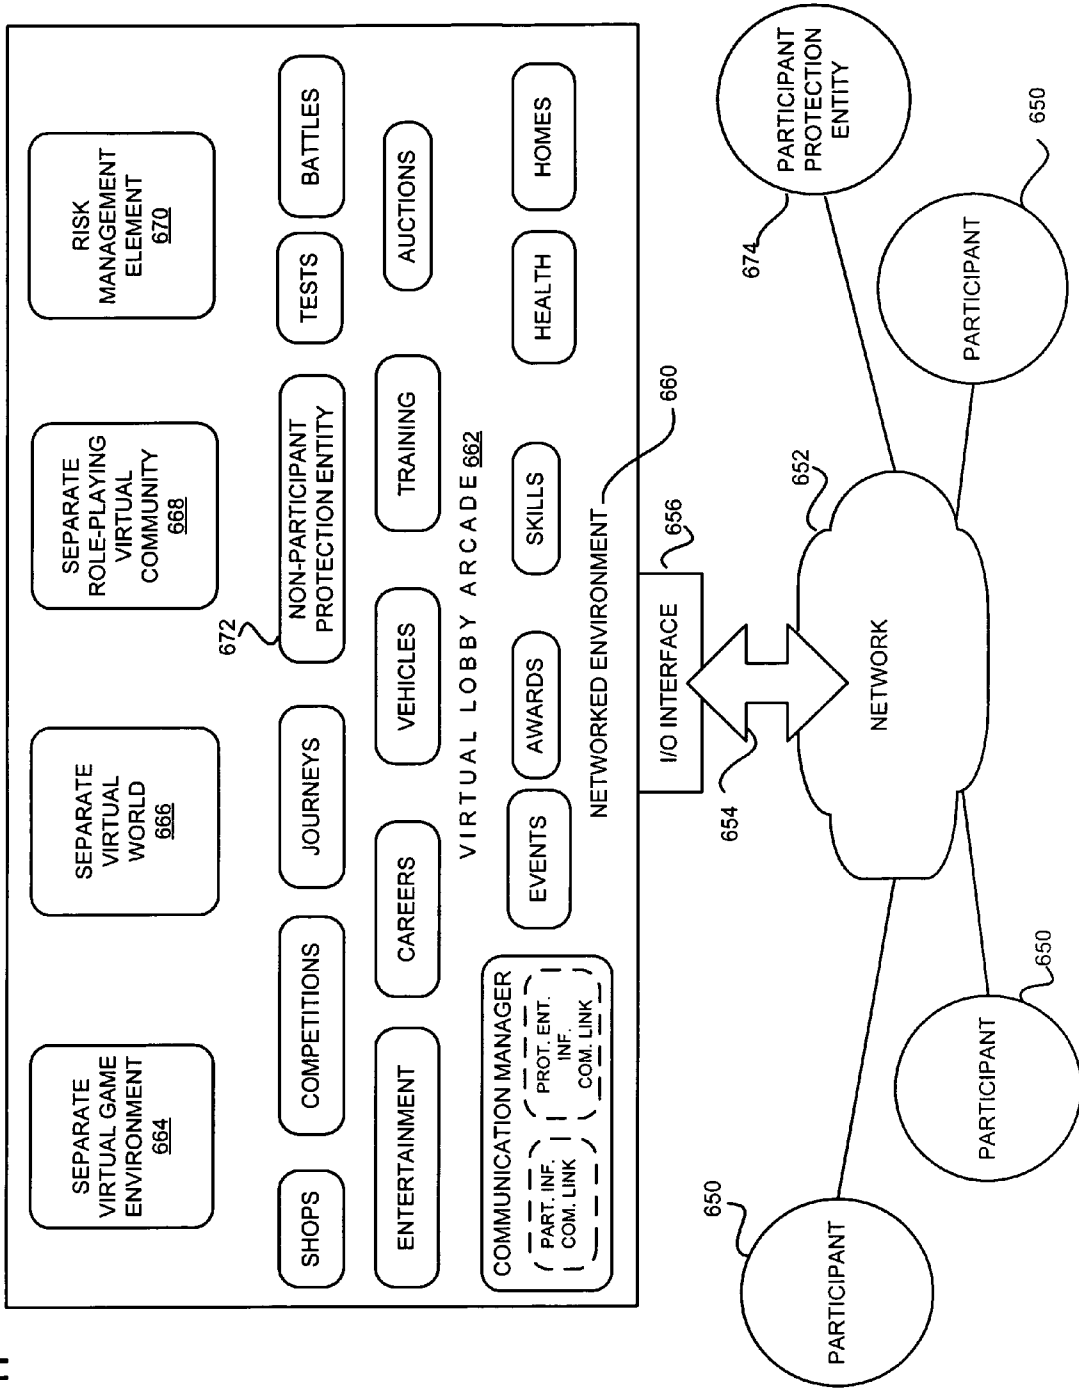 SEPARATE
VIRTUAL GAME
ENVIRONMENT
664
SEPARATE
VIRTUAL
WORLD
666
SEPARATE
ROLE-PLAYING
VIRTUAL
COMMUNITY
668
RISK
MANAGEMENT
ELEMENT
670
672
SHOPS
COMPETITIONS
JOURNEYS
NON-PARTICIPANT
PROTECTION ENTITY
TESTS
BATTLES
ENTERTAINMENT
CAREERS
VEHICLES
TRAINING
AUCTIONS
VIRTUAL LOBBY ARCADE 662
COMMUNICATION MANAGER
PART. INF.
COM. LINK
PROT. ENT.
INF.
COM. LINK
EVENTS
AWARDS
SKILLS
HEALTH
HOMES
NETWORKED ENVIRONMENT
660
I/O INTERFACE
656
654
652
NETWORK
650
PARTICIPANT
PARTICIPANT
650
674
PARTICIPANT
PROTECTION
ENTITY
PARTICIPANT
650